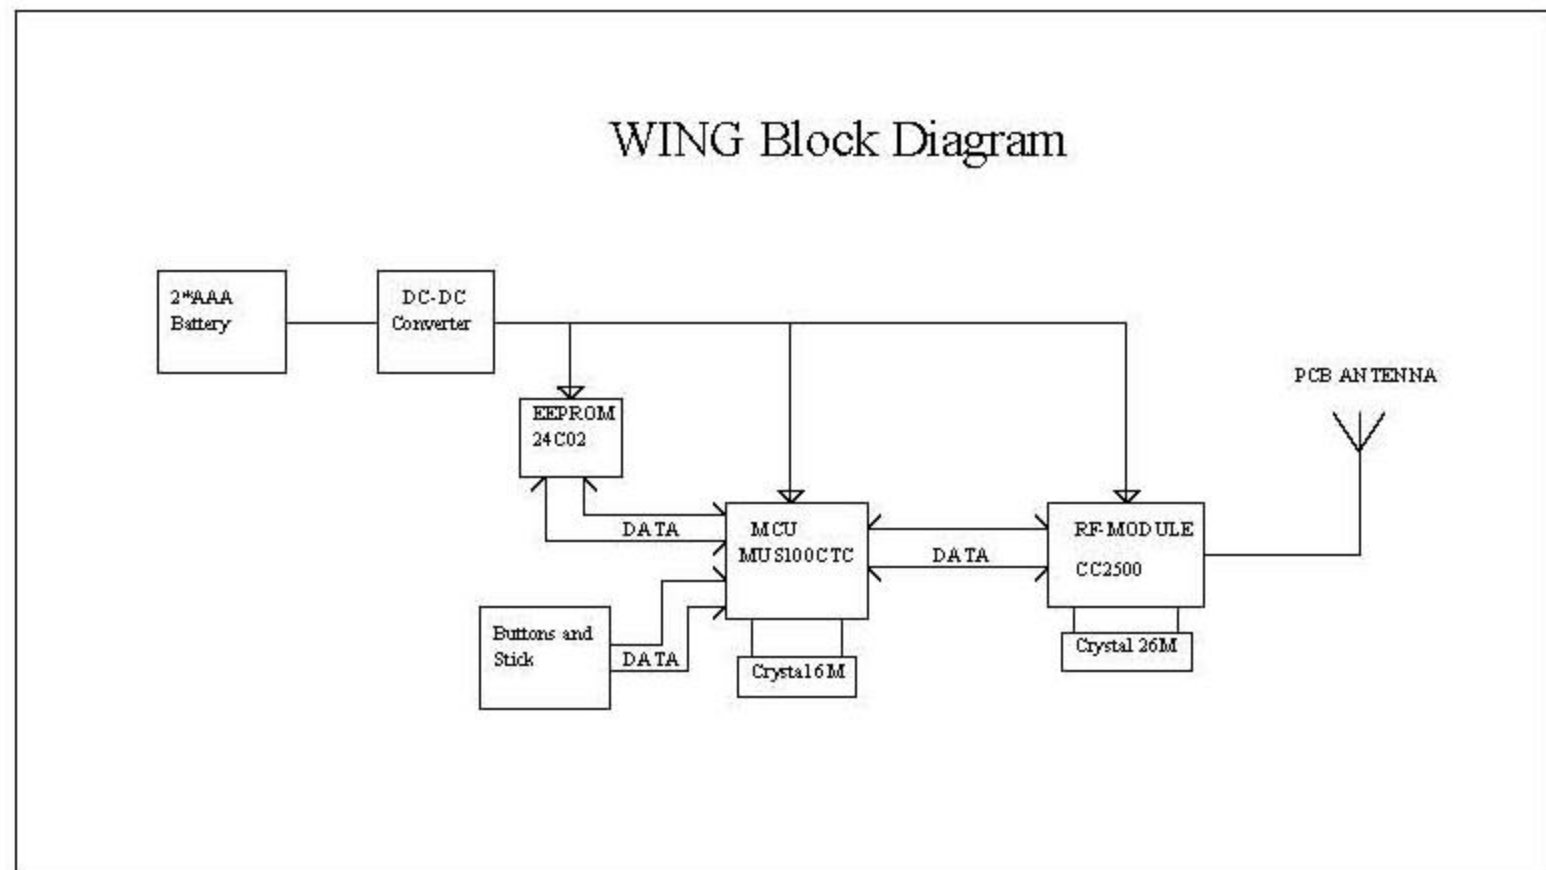 WING Block Diagram
2*AAA
Battery
DC-DC
Converter
PCB ANTENNA
EEPROM
24C02
DATA
MCU
MUS100CTC
DATA
RF-MODULE
CC2500
Buttons and
Stick
DATA
Crystal 6M
Crystal 26M